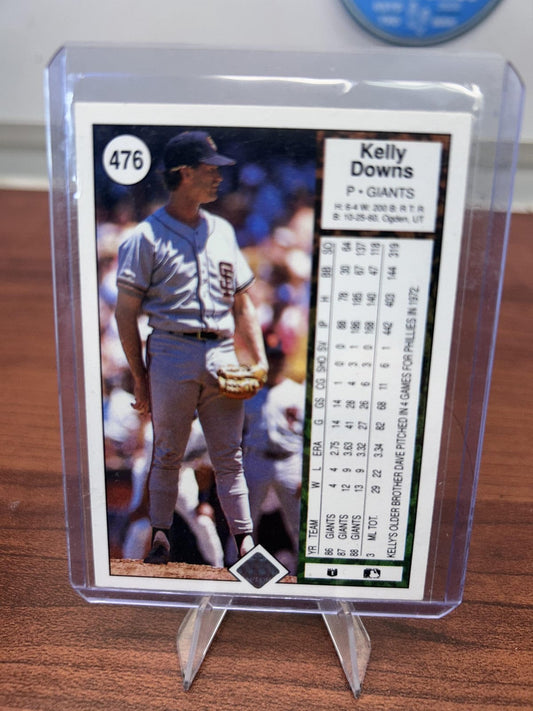 476
Kelly
Downs
P • GIANTS
H: 6-4 W: 200 B: R T: R
B: 10-25-60, Ogden, UT
YR TEAM W L ERA G GS CG SHO SV IP H BB SO
86 GIANTS 4 4 2.75 14 14 1 0 0 88 78 30 64
87 GIANTS 12 9 3.63 41 28 4 3 1 186 185 67 137
88 GIANTS 13 9 3.32 27 26 6 3 0 168 140 47 118
3 ML TOT. 29 22 3.34 82 68 11 6 1 442 403 144 319
KELLY'S OLDER BROTHER DAVE PITCHED IN 4 GAMES FOR PHILLIES IN 1972.